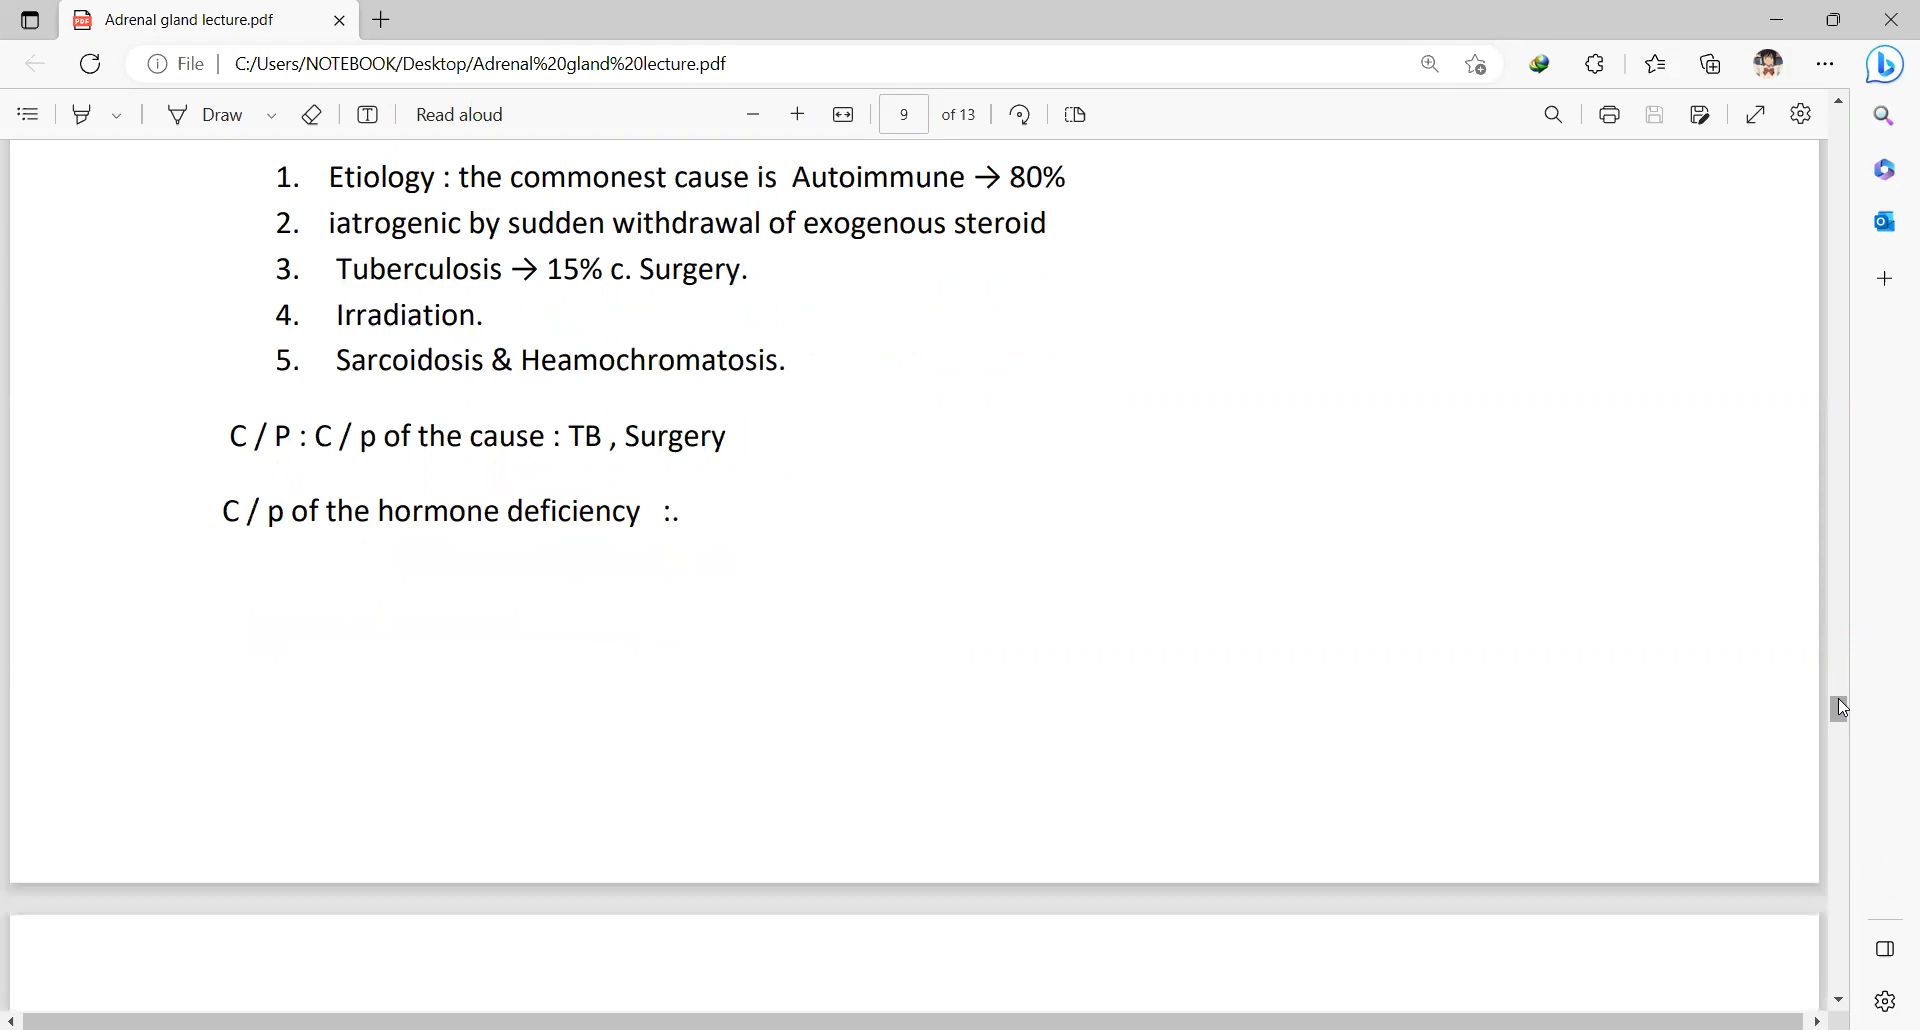 Adrenal gland lecture.pdf
File C:/Users/NOTEBOOK/Desktop/Adrenal%20gland%20lecture.pdf
Draw Read aloud 9 of 13
1. Etiology : the commonest cause is Autoimmune → 80%
2. iatrogenic by sudden withdrawal of exogenous steroid
3. Tuberculosis → 15% c. Surgery.
4. Irradiation.
5. Sarcoidosis & Heamochromatosis.
C / P : C / p of the cause : TB , Surgery
C / p of the hormone deficiency :.